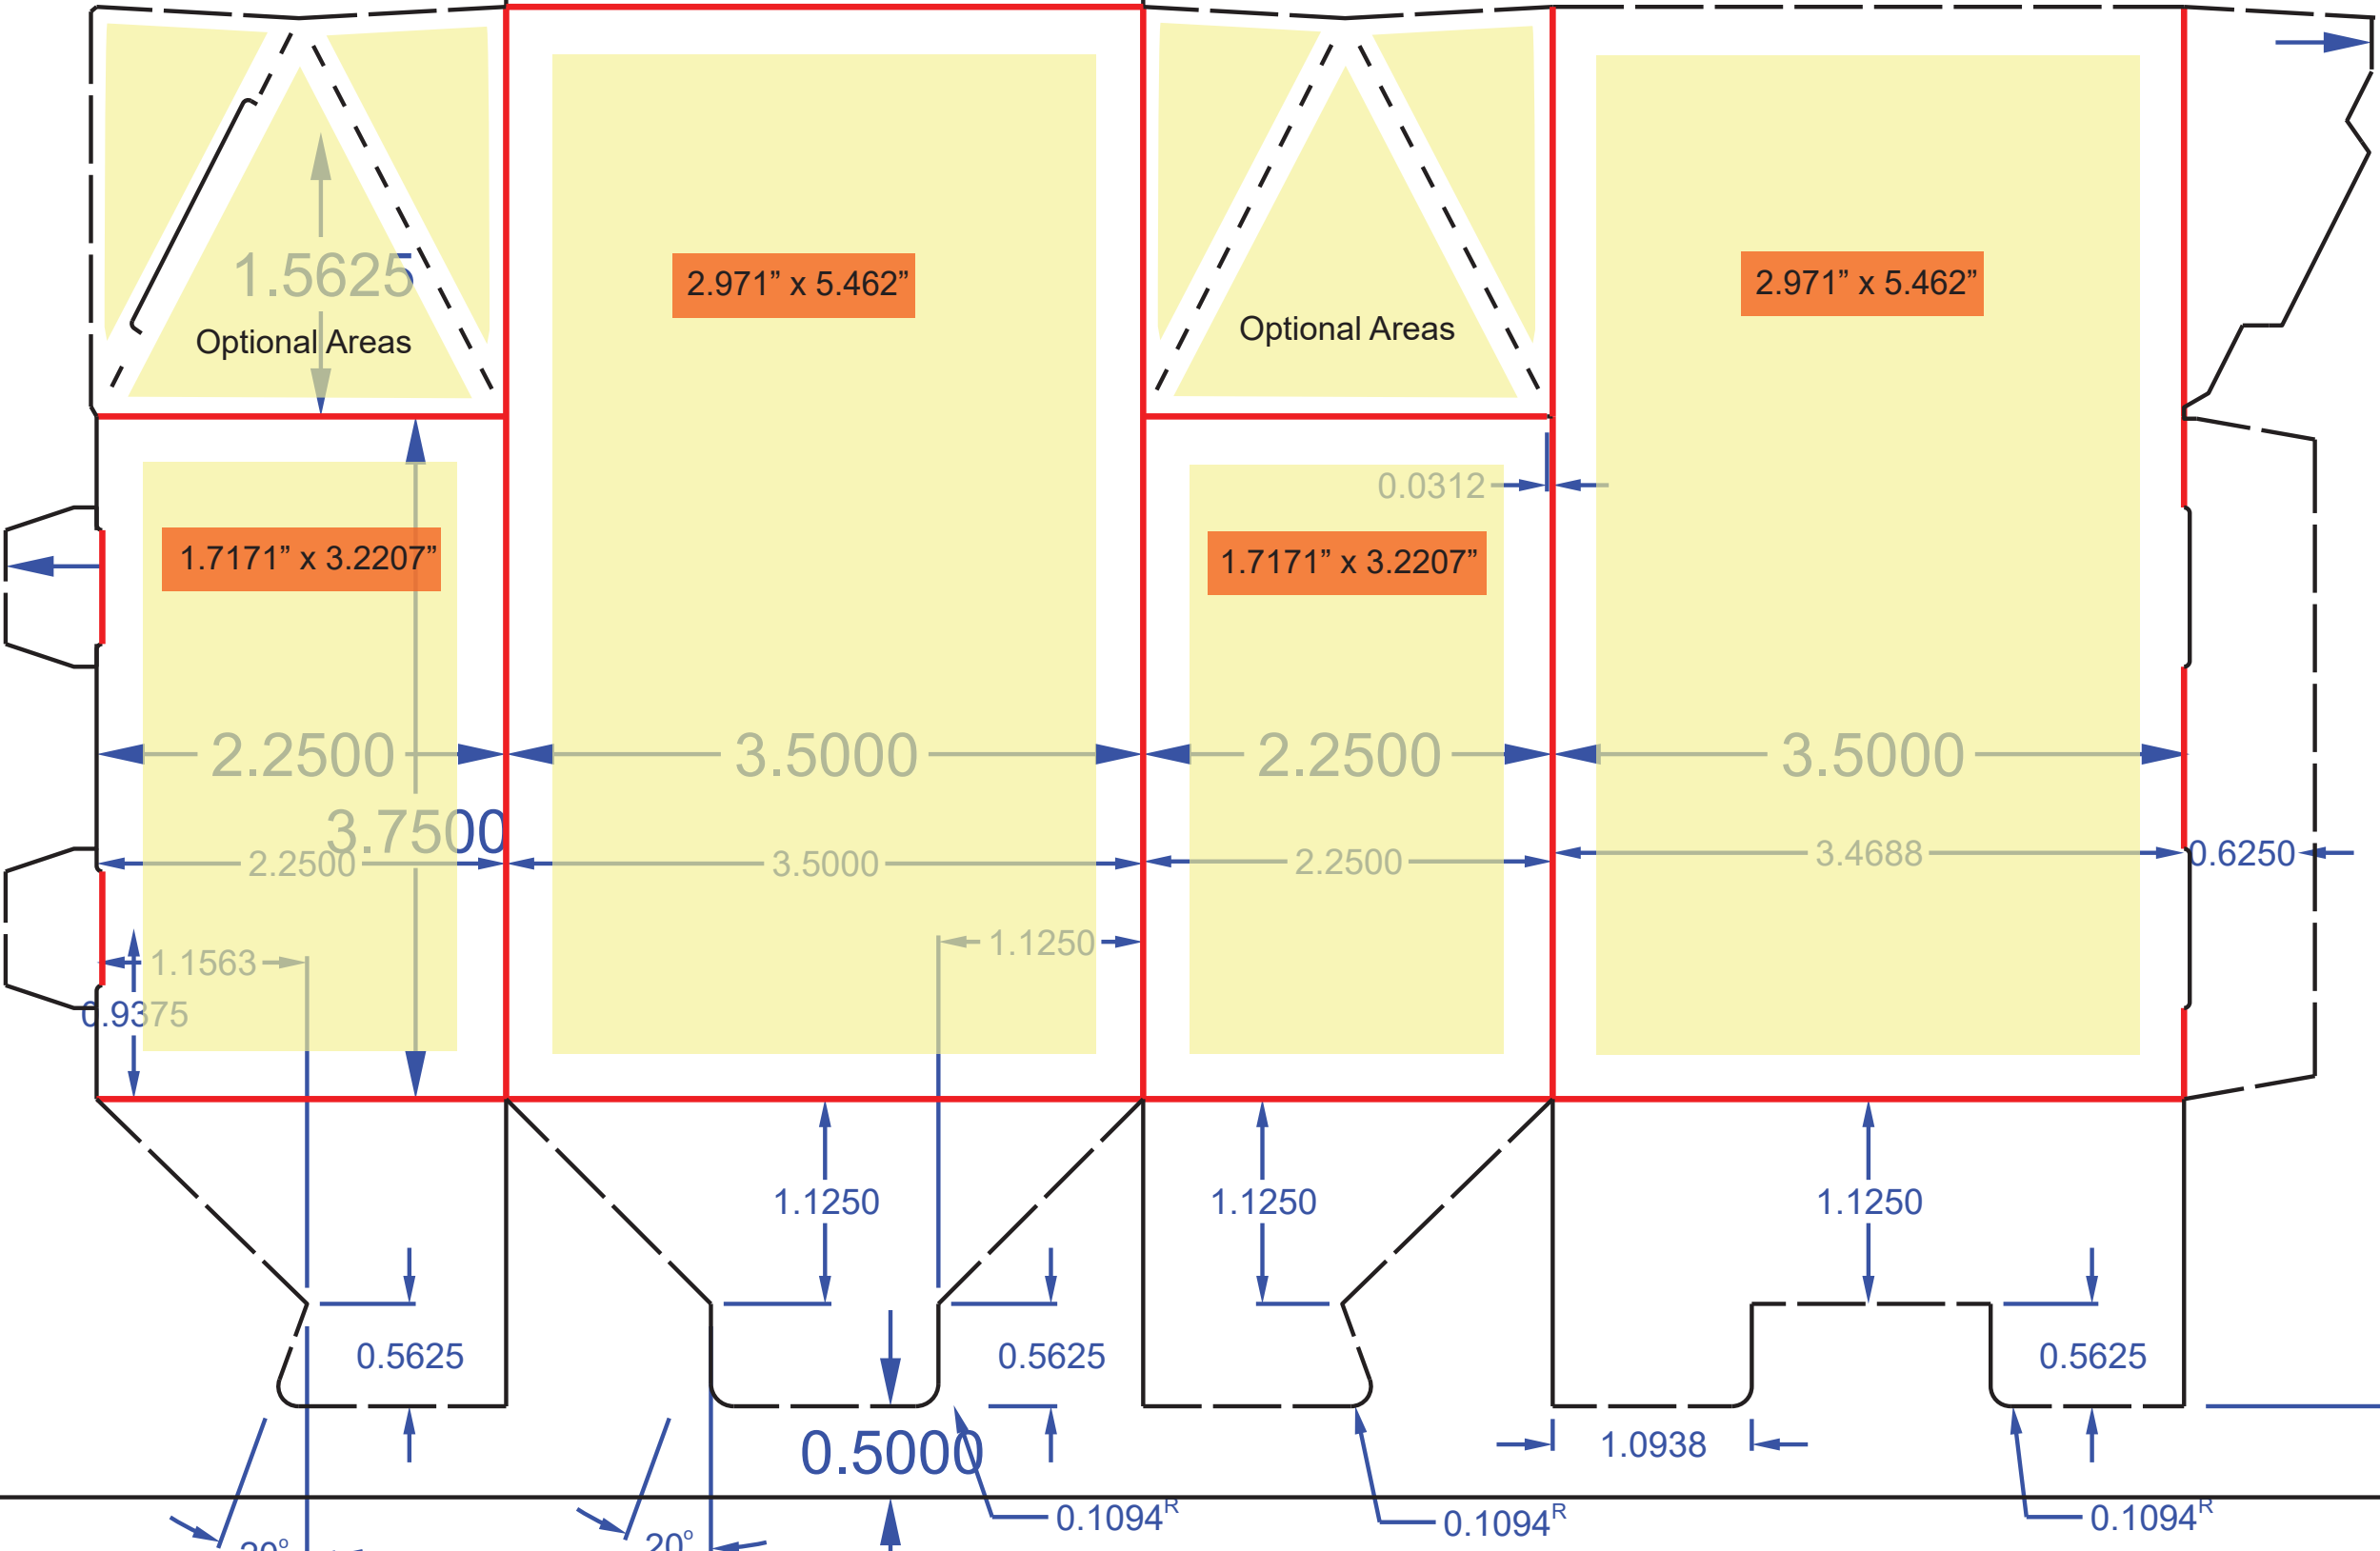 2.971” x 5.462”
2.971” x 5.462”
1.5625
Optional Areas
Optional Areas
0.0312
1.7171” x 3.2207”
1.7171” x 3.2207”
2.2500
3.5000
2.2500
3.5000
3.7500
2.2500
3.5000
2.2500
3.4688
0.6250
1.1563
1.1250
0.9375
1.1250
1.1250
1.1250
0.5625
0.5625
0.5625
0.5000
1.0938
0.1094R
0.1094R
0.1094R
20°
20°